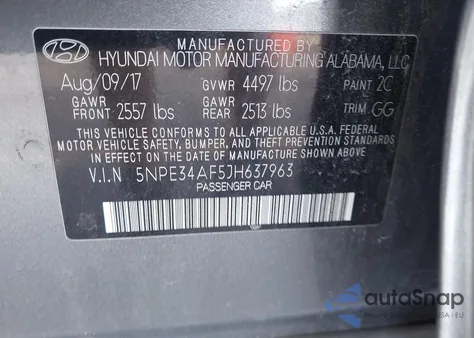 MANUFACTURED BY
HYUNDAI MOTOR MANUFACTURING ALABAMA, LLC
Aug/09/17 GVWR 4497 lbs PAINT 2C
GAWR FRONT 2557 lbs GAWR REAR 2513 lbs TRIM GG
THIS VEHICLE CONFORMS TO ALL APPLICABLE U.S.A FEDERAL
MOTOR VEHICLE SAFETY, BUMPER, AND THEFT PREVENTION
STANDARDS IN EFFECT ON THE DATE OF MANUFACTURE SHOWN ABOVE.
V.I.N 5NPE34AF5JH637963
PASSENGER CAR
autoSnap